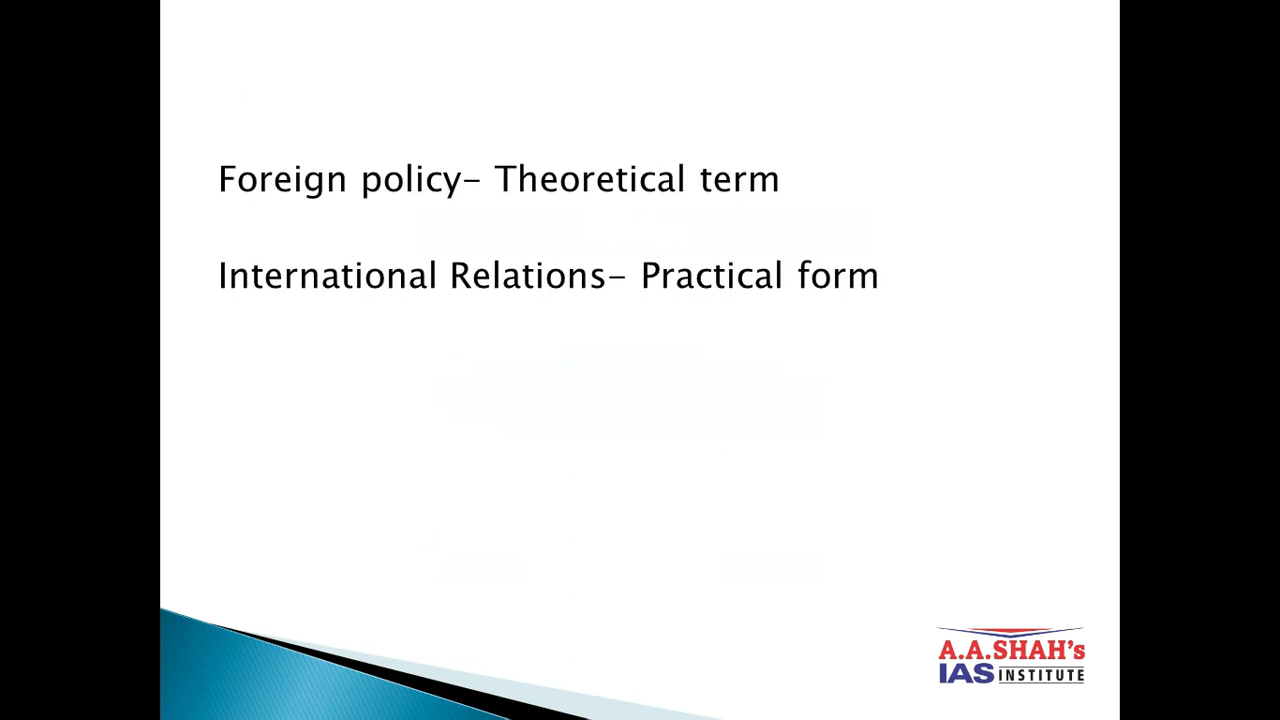 Foreign policy- Theoretical term
International Relations- Practical form
A.A.SHAH's
IAS INSTITUTE